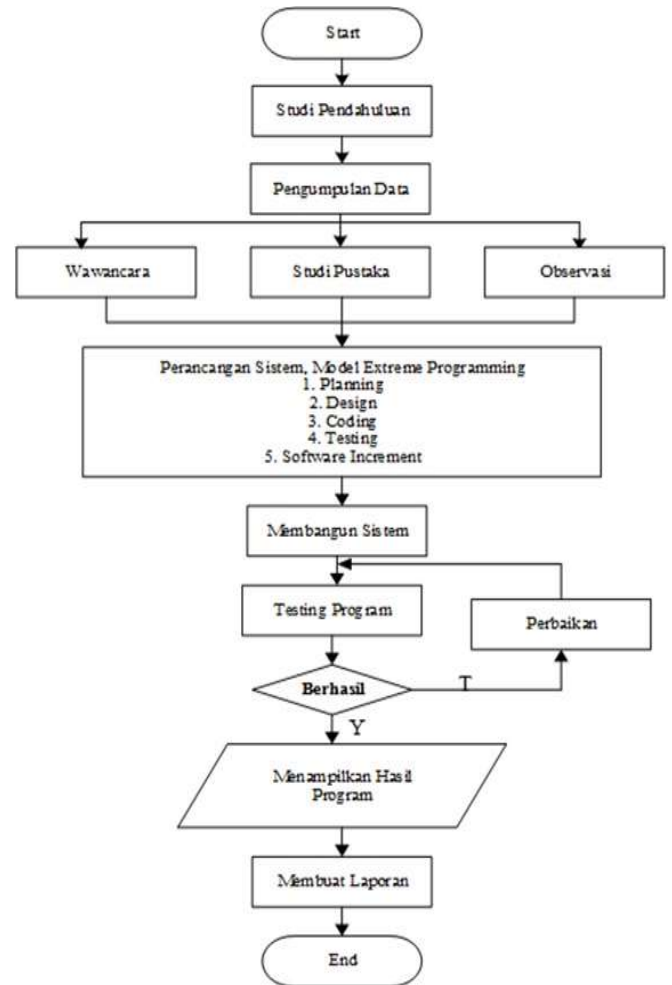 Start
Studi Pendahuluan
Pengumpulan Data
Wawancara
Studi Pustaka
Observasi
Perancangan Sistem, Model Extreme Programming
1. Planning
2. Design
3. Coding
4. Testing
5. Software Increment
Membangun Sistem
Testing Program
Perbaikan
Berhasil
T
Y
Menampilkan Hasil
Program
Membuat Laporan
End